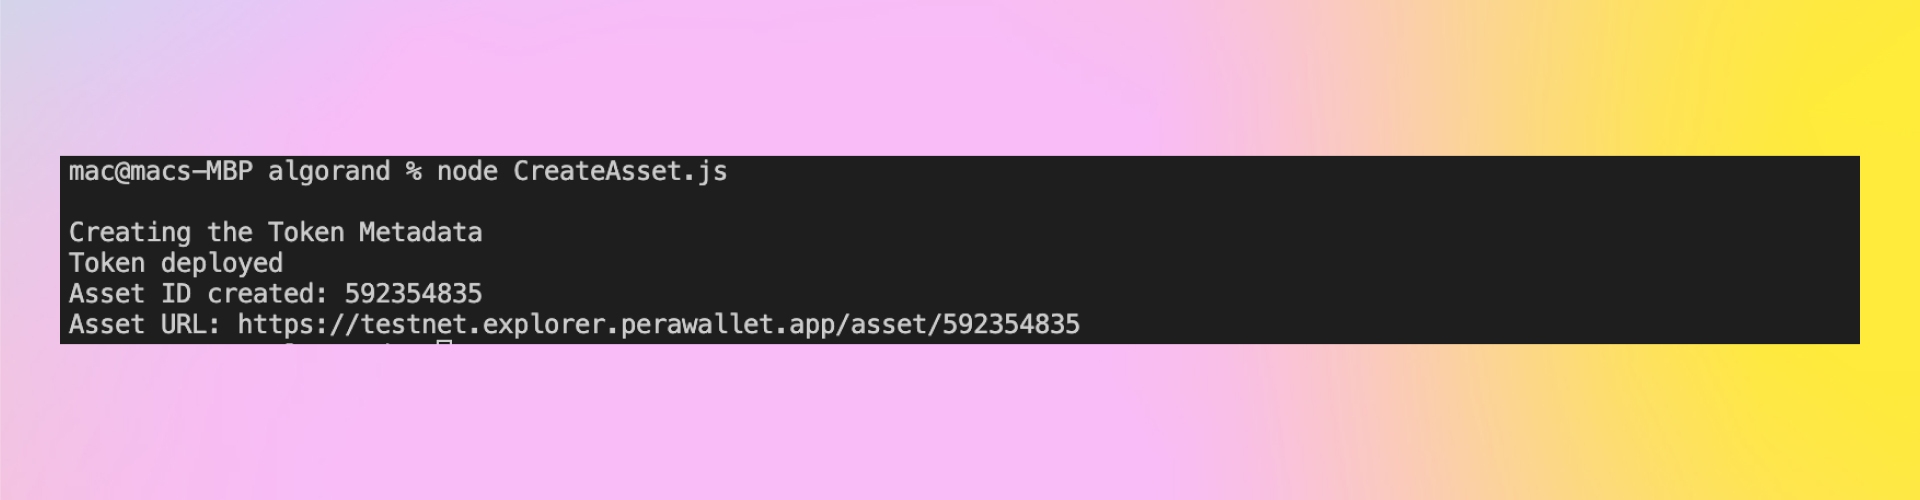 mac@macs-MBP algorand % node CreateAsset.js
Creating the Token Metadata
Token deployed
Asset ID created: 592354835
Asset URL: https://testnet.explorer.perawallet.app/asset/592354835